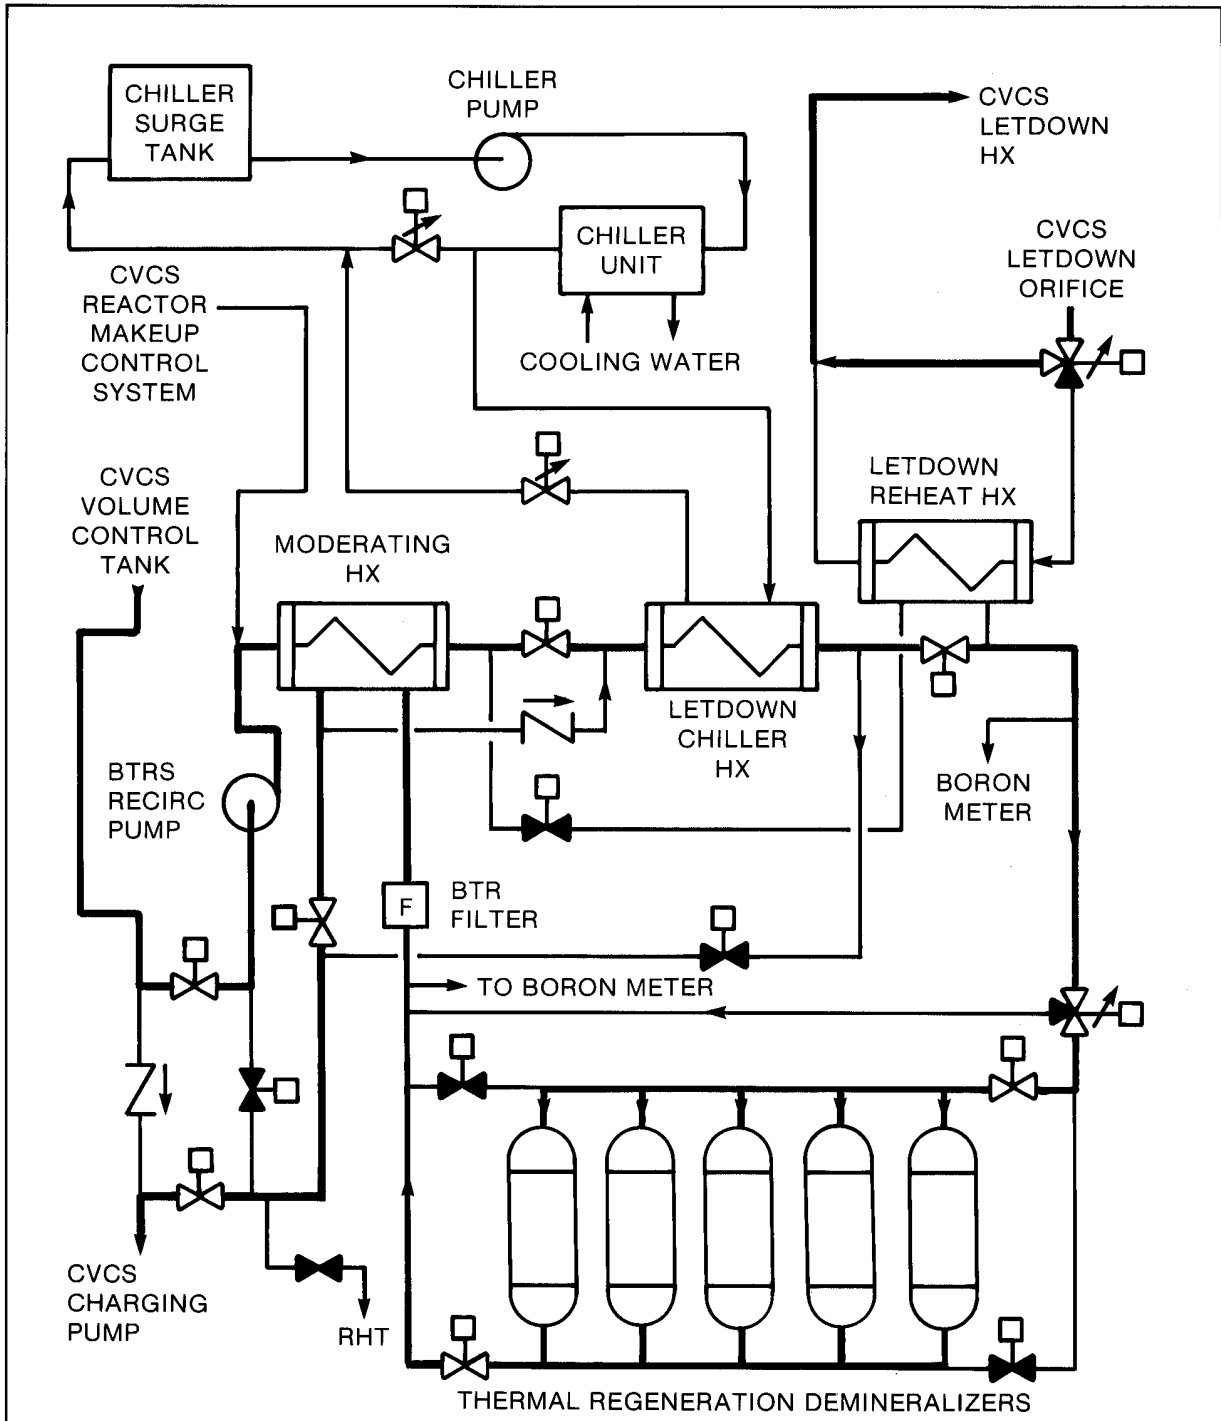 CHILLER
SURGE
TANK
CHILLER
PUMP
CVCS
LETDOWN
HX
CHILLER
UNIT
CVCS
LETDOWN
ORIFICE
CVCS
REACTOR
MAKEUP
CONTROL
SYSTEM
COOLING WATER
CVCS
VOLUME
CONTROL
TANK
LETDOWN
REHEAT HX
MODERATING
HX
LETDOWN
CHILLER
HX
BTRS
RECIRC
PUMP
BORON
METER
F
BTR
FILTER
TO BORON METER
CVCS
CHARGING
PUMP
RHT
THERMAL REGENERATION DEMINERALIZERS